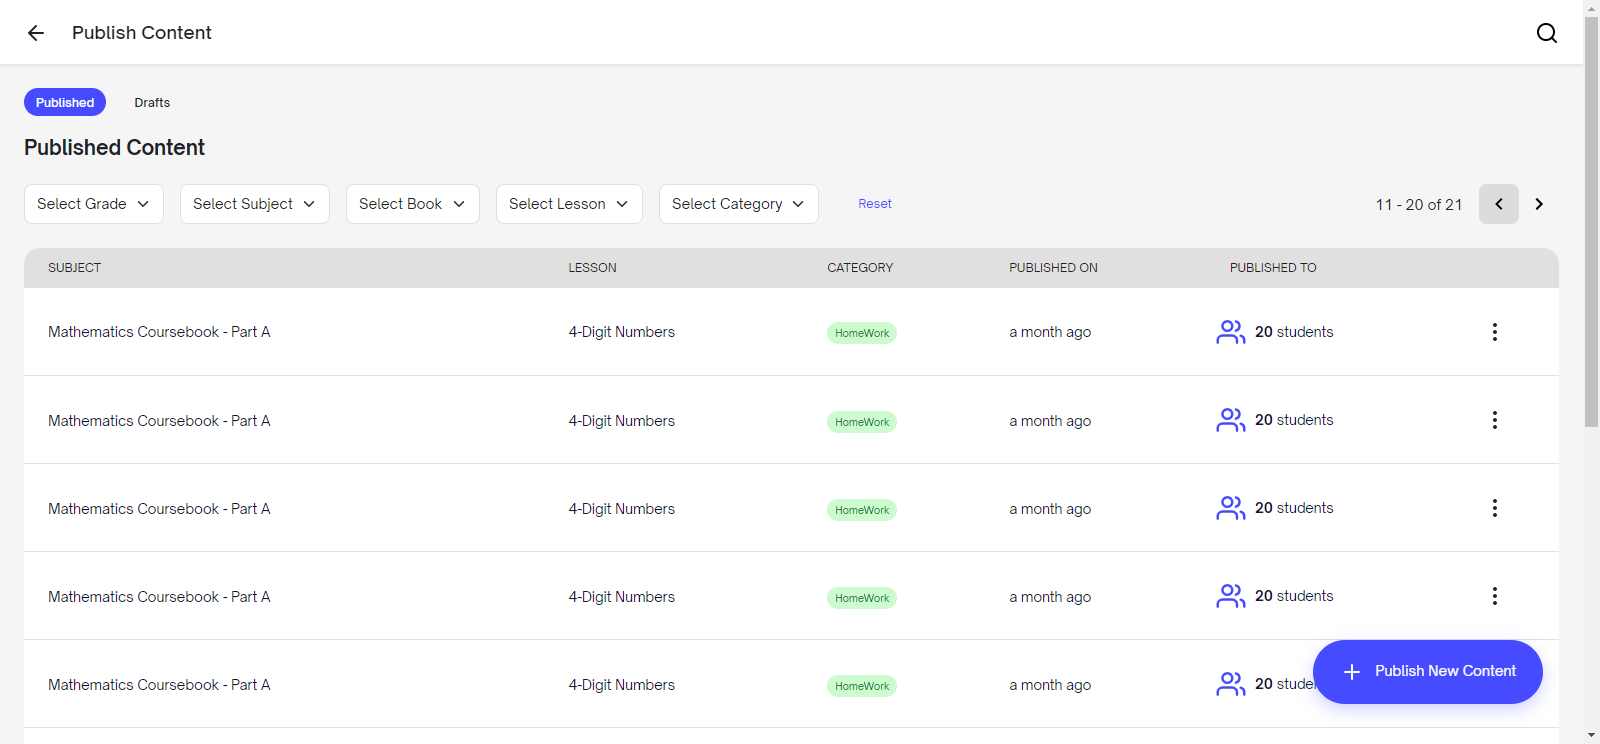 Publish Content
Published Drafts
Published Content
Select Grade Select Subject Select Book Select Lesson Select Category Reset 11 - 20 of 21
SUBJECT LESSON CATEGORY PUBLISHED ON PUBLISHED TO
Mathematics Coursebook - Part A 4-Digit Numbers HomeWork a month ago 20 students
Mathematics Coursebook - Part A 4-Digit Numbers HomeWork a month ago 20 students
Mathematics Coursebook - Part A 4-Digit Numbers HomeWork a month ago 20 students
Mathematics Coursebook - Part A 4-Digit Numbers HomeWork a month ago 20 students
Publish New Content
Mathematics Coursebook - Part A 4-Digit Numbers HomeWork a month ago 20